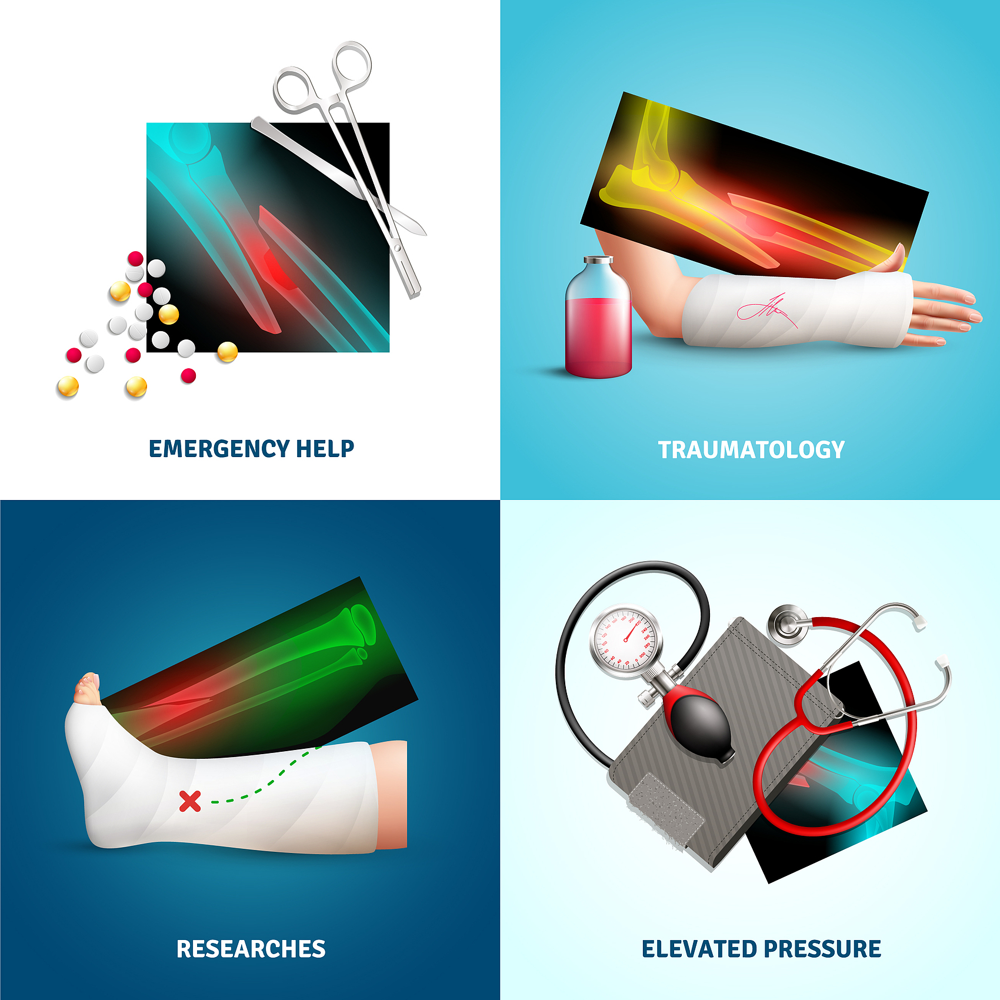 EMERGENCY HELP
TRAUMATOLOGY
RESEARCHES
ELEVATED PRESSURE